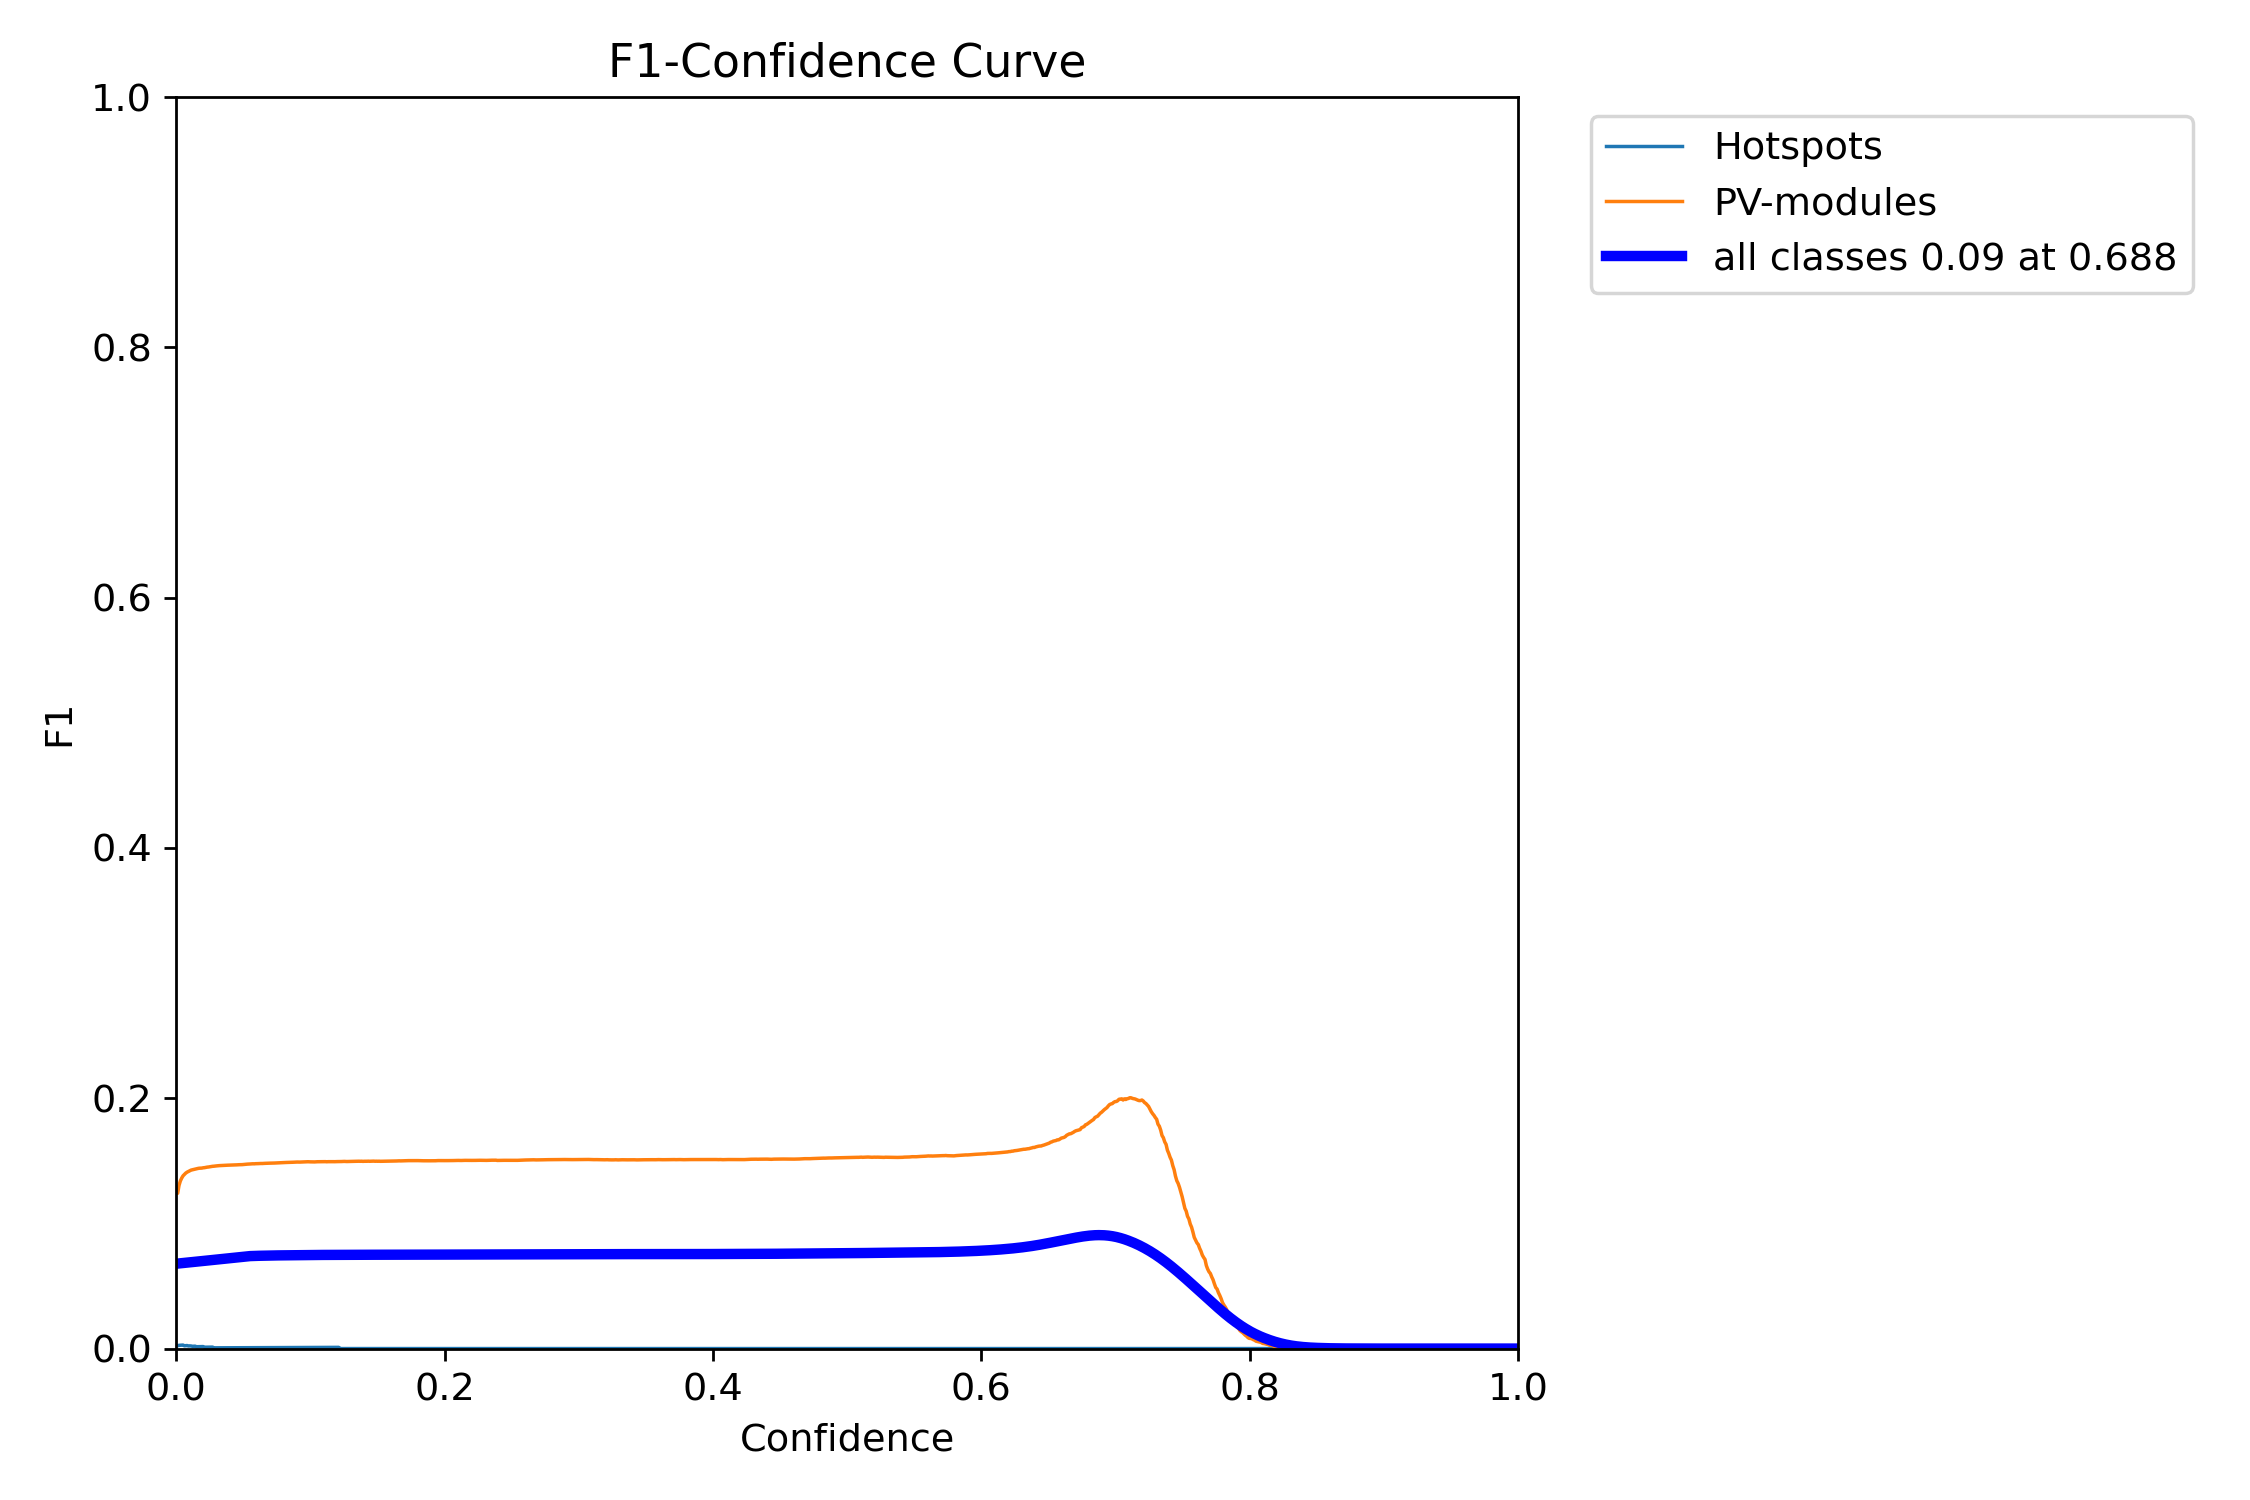 F1-Confidence Curve
1.0
0.8
0.6
0.4
0.2
0.0
F1
0.0 0.2 0.4 0.6 0.8 1.0
Confidence
Hotspots
PV-modules
all classes 0.09 at 0.688